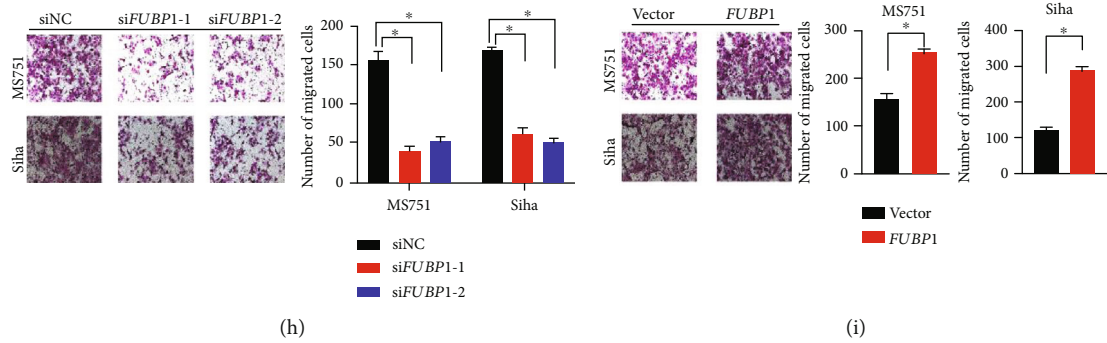 siNC siFUBP1-1 siFUBP1-2
MS751
Siha
Number of migrated cells
200
150
100
50
0
* * * *
MS751 Siha
siNC
siFUBP1-1
siFUBP1-2
(h)
Vector FUBP1
MS751
Siha
MS751
Number of migrated cells
300
200
100
0
*
Siha
Number of migrated cells
400
300
200
100
0
*
Vector
FUBP1
(i)